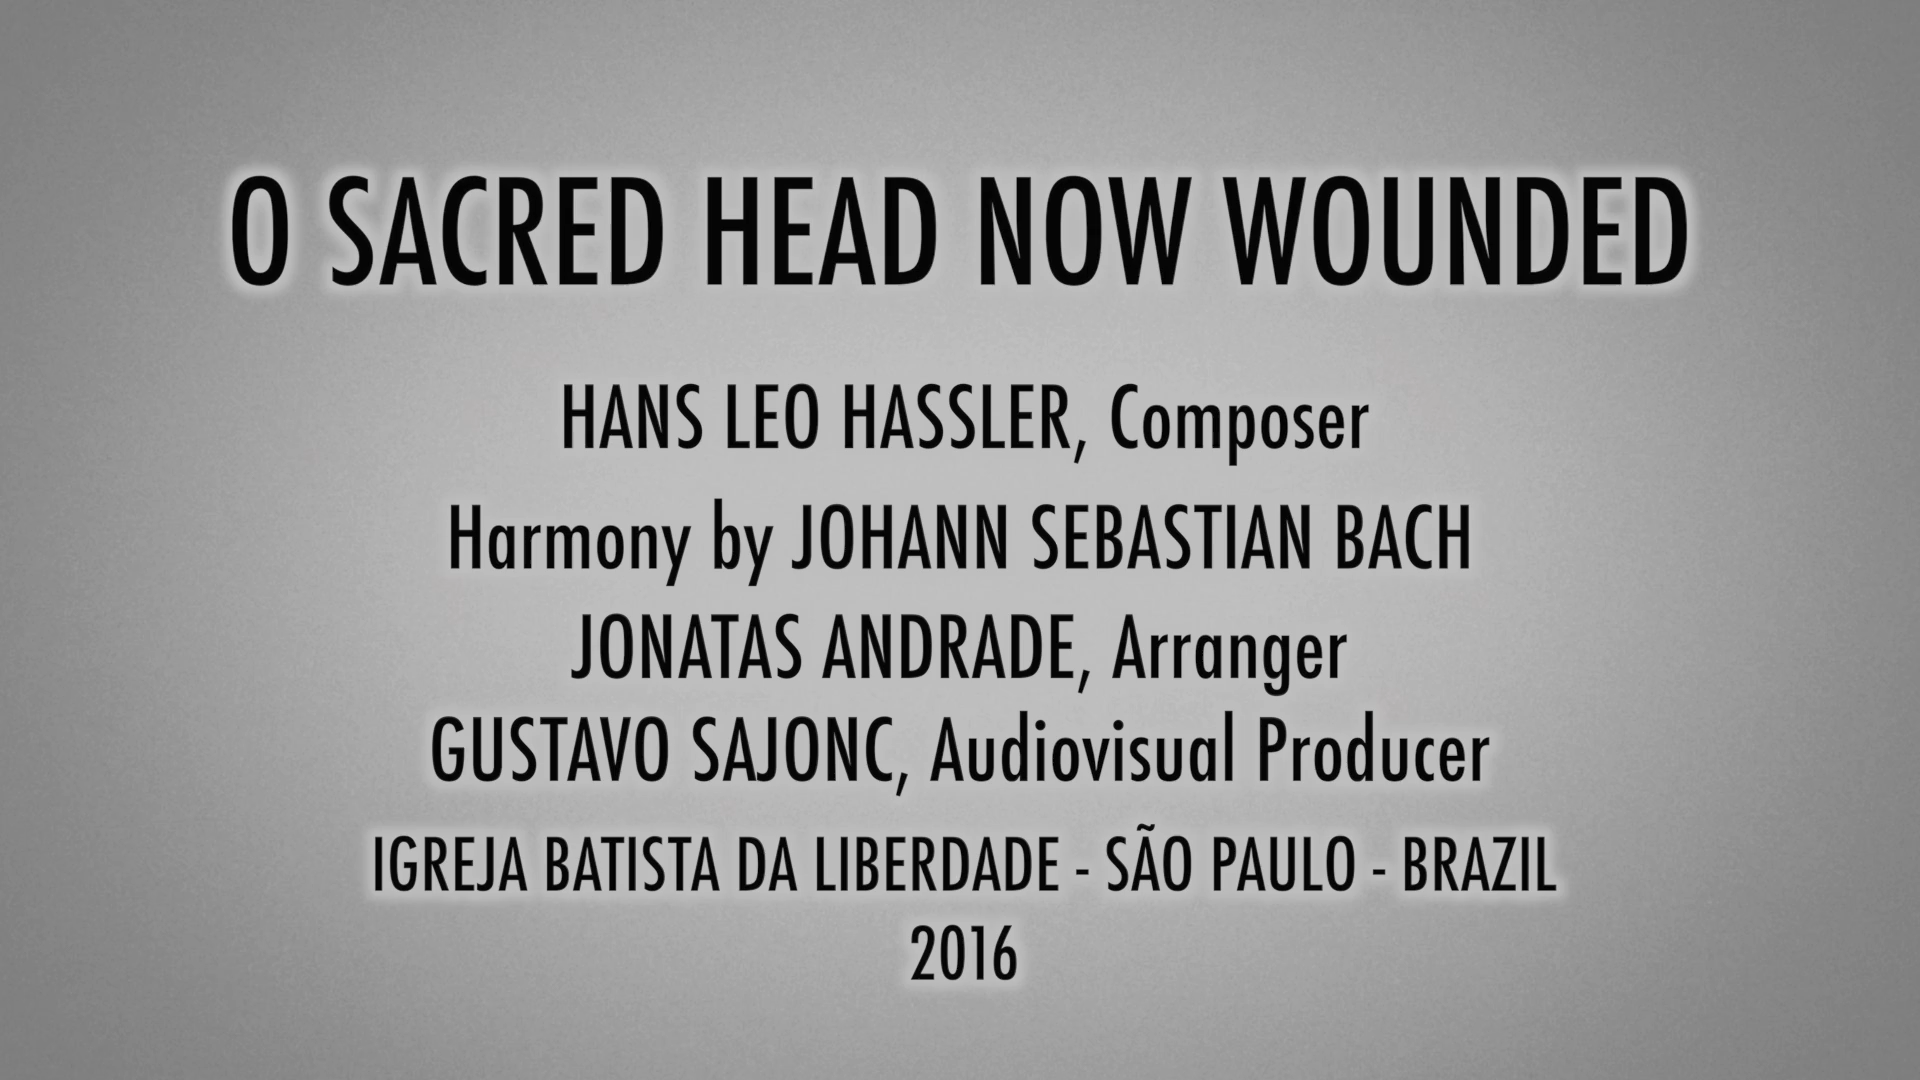 O SACRED HEAD NOW WOUNDED
HANS LEO HASSLER, Composer
Harmony by JOHANN SEBASTIAN BACH
JONATAS ANDRADE, Arranger
GUSTAVO SAJONC, Audiovisual Producer
IGREJA BATISTA DA LIBERDADE - SÃO PAULO - BRAZIL
2016